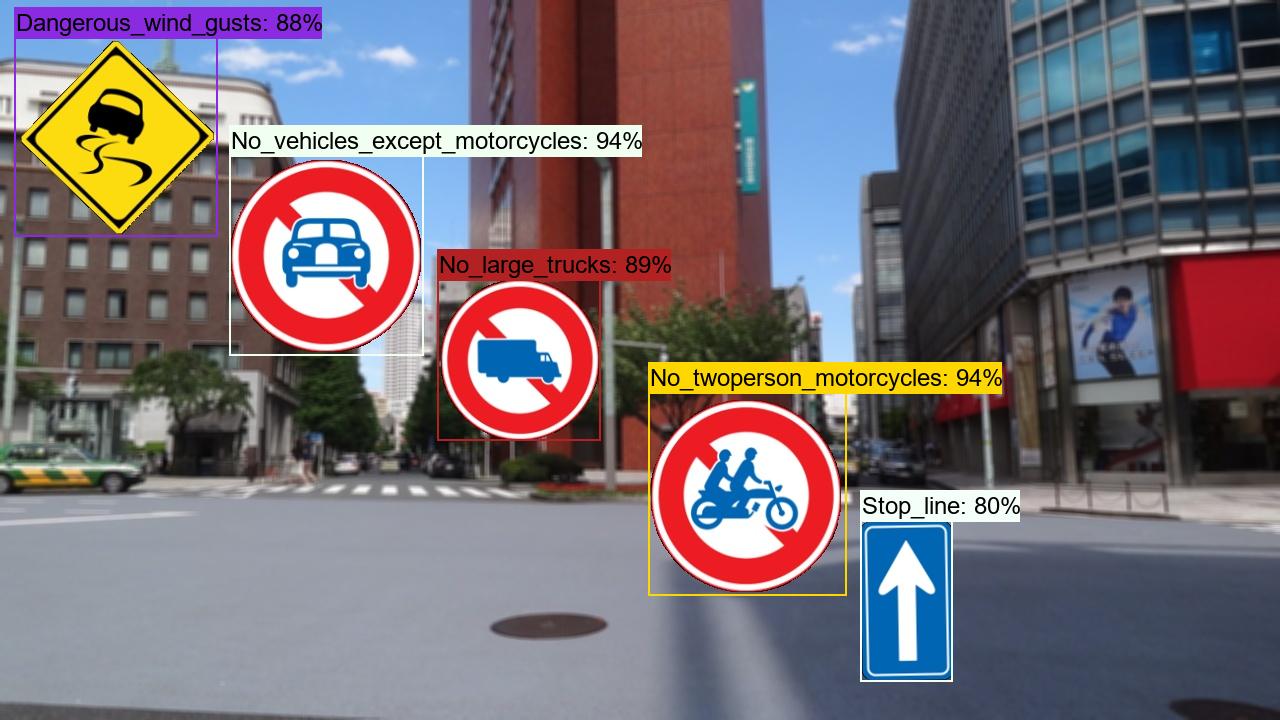 Dangerous_wind_gusts: 88%
No_vehicles_except_motorcycles: 94%
No_large_trucks: 89%
No_twoperson_motorcycles: 94%
Stop_line: 80%